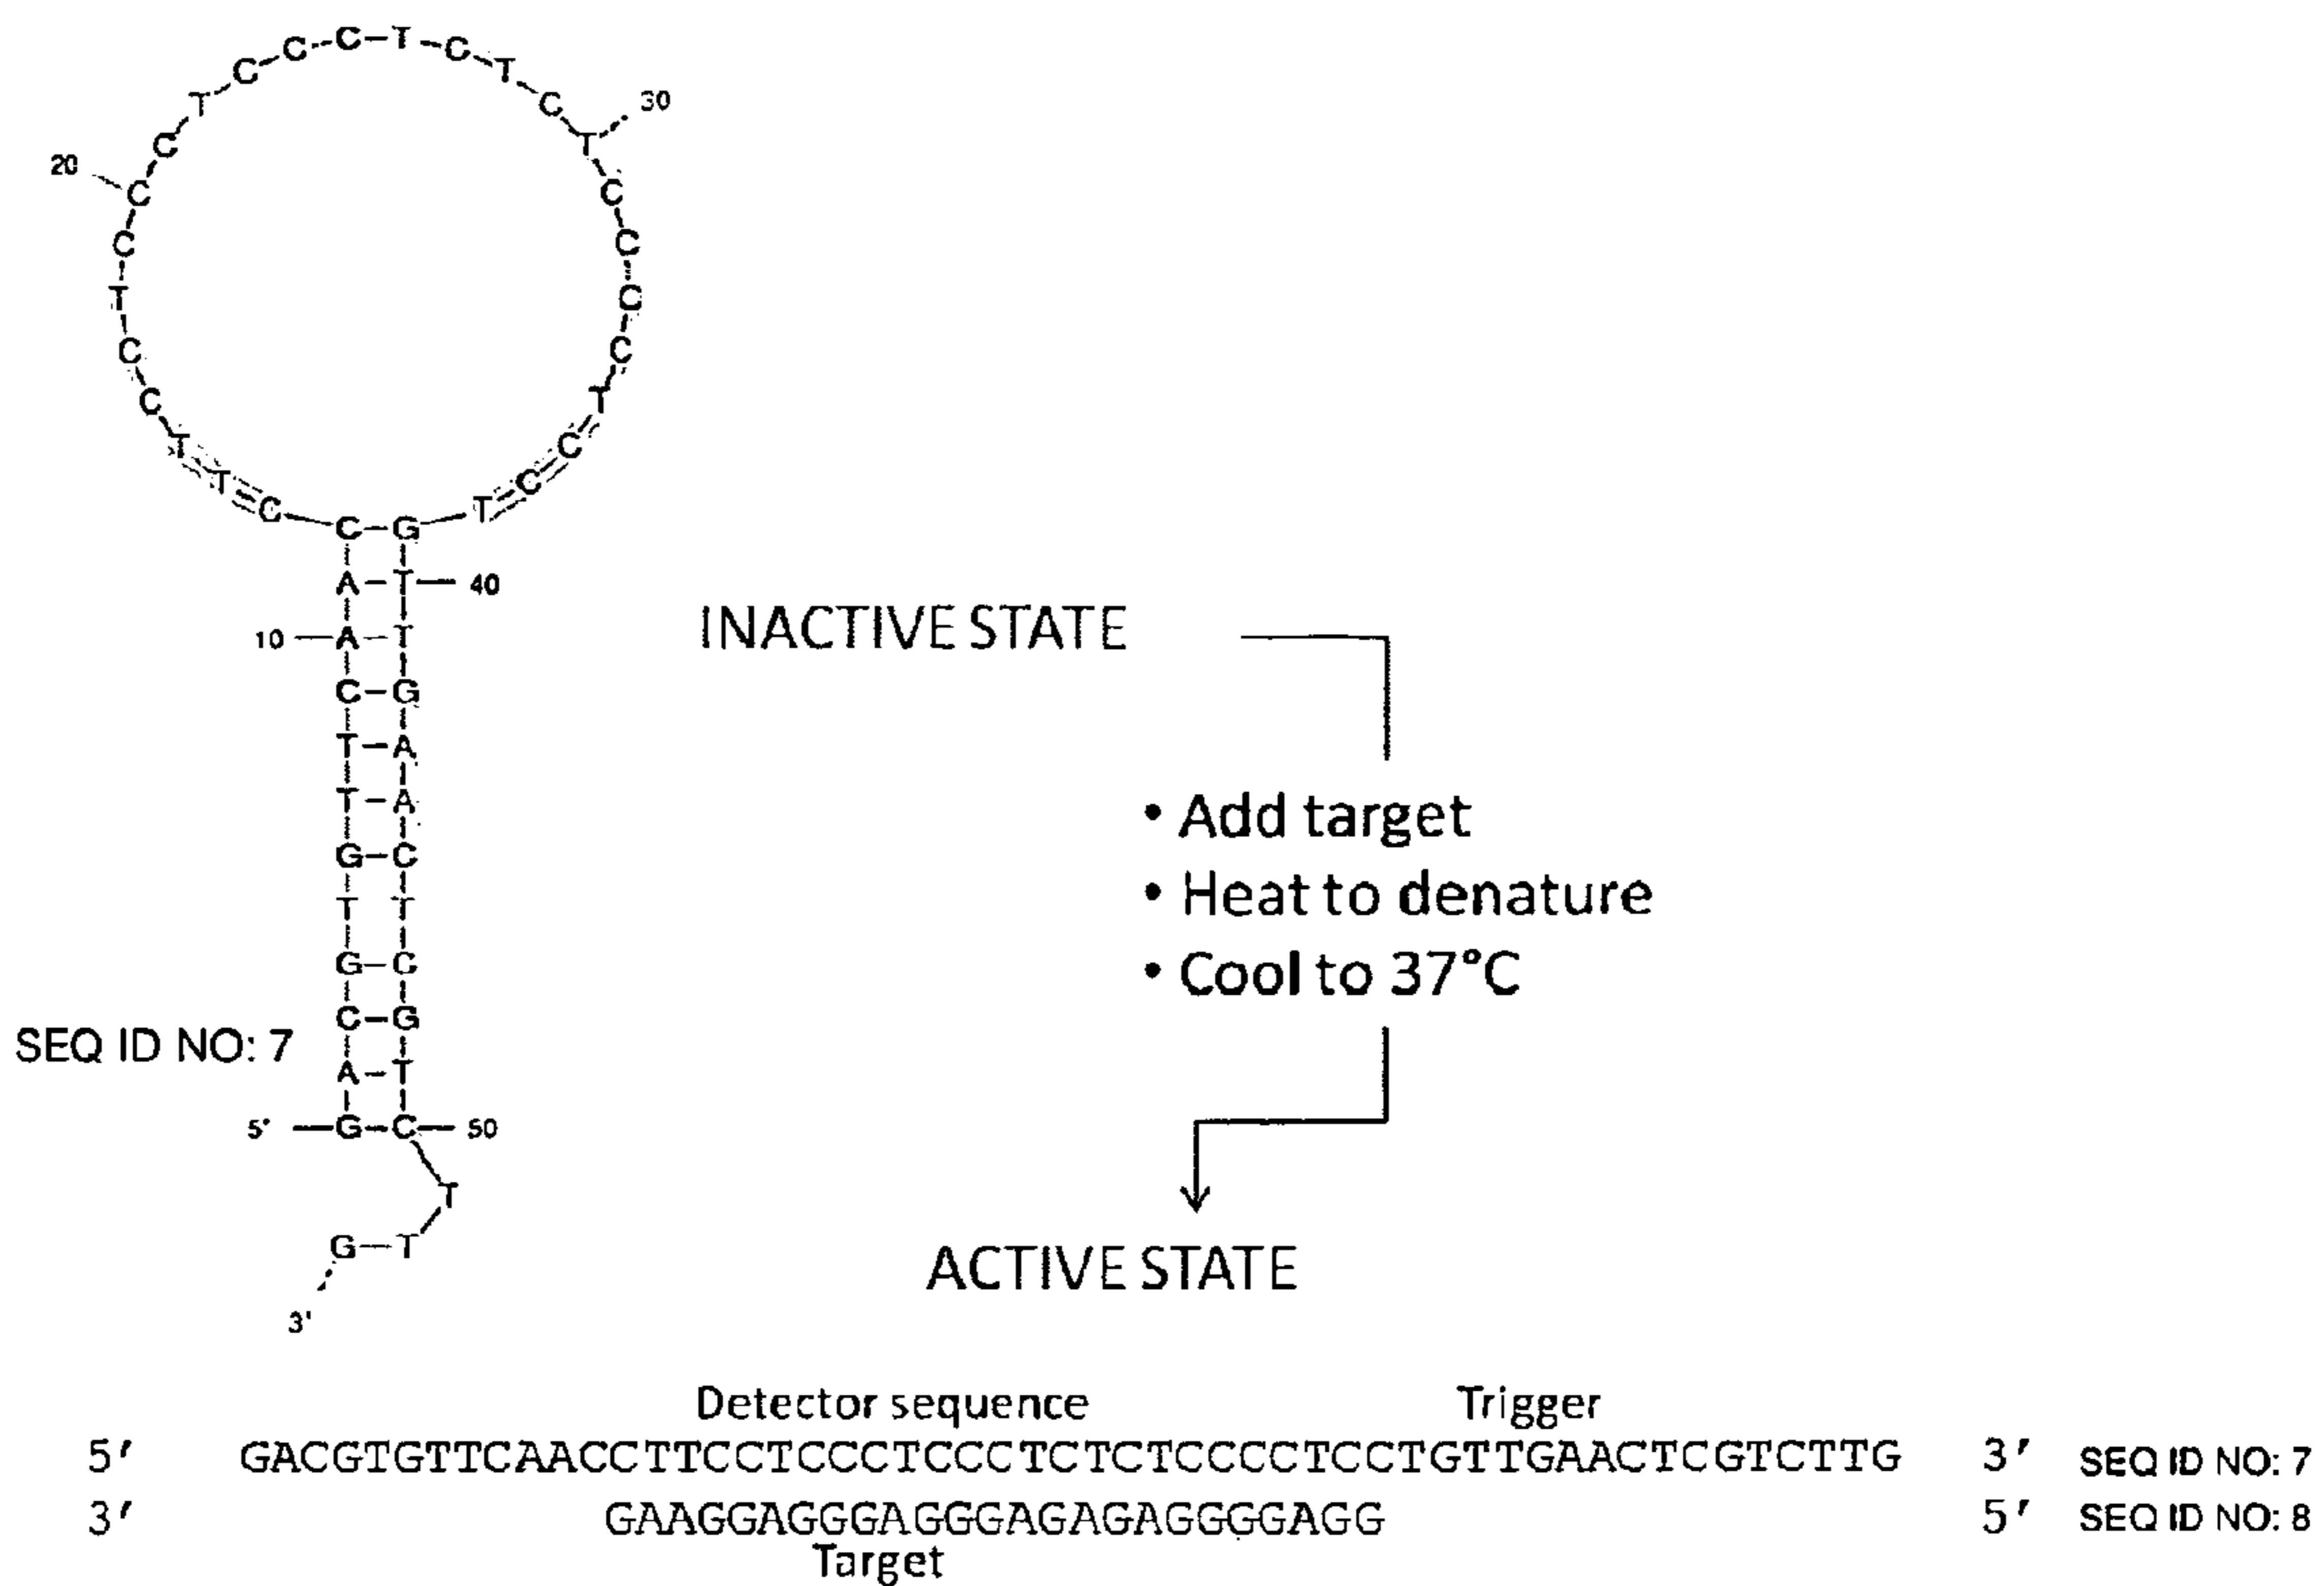 C C C T C T C T
30
T
C
C
20
C
C
T
C
C
T
T
C
C
C
C
C
T
C
C
T
C–G
A–T—40
10—A–T
C–G
T–A
T–A
G–C
T T
G–C
C–G
A–T
5'—G–C—50
T
G–T
3'
SEQ ID NO: 7
INACTIVE STATE
• Add target
• Heat to denature
• Cool to 37°C
ACTIVE STATE
Detector sequence Trigger
5′ GACGTGTTCAACCTTCCTCCCTCCCTCTCTCCCCTCCTGTTGAACTCGTCTTG 3′ SEQ ID NO: 7
3′ GAAGGAGGGAGGGAGAGAGGGGAGG 5′ SEQ ID NO: 8
Target